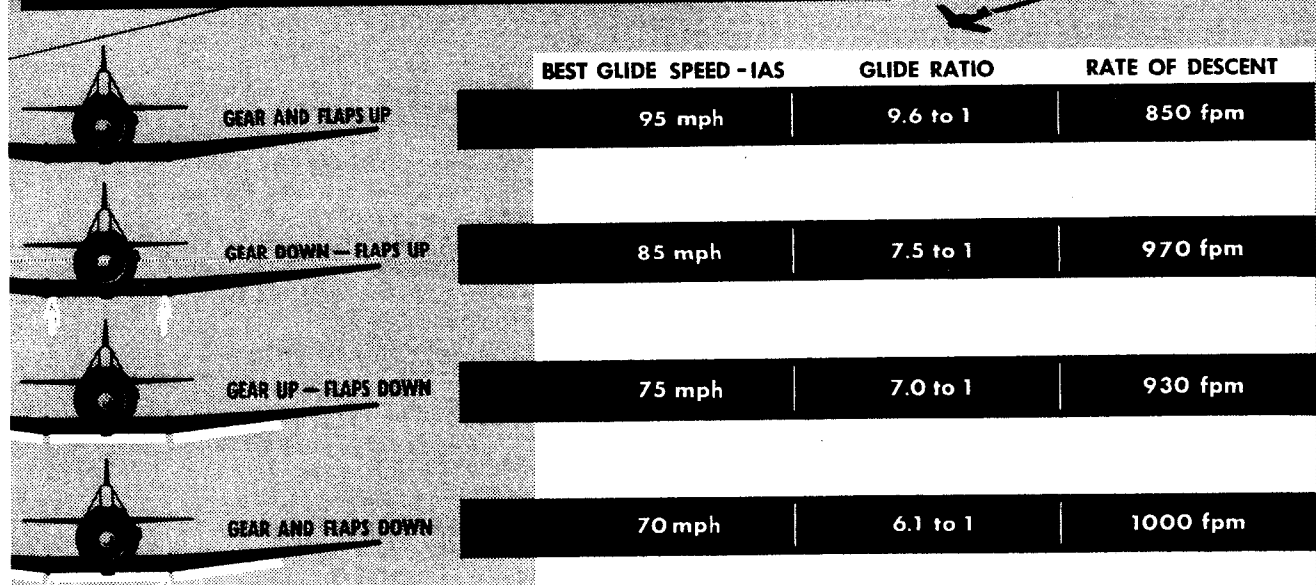 BEST GLIDE SPEED - IAS GLIDE RATIO RATE OF DESCENT
GEAR AND FLAPS UP 95 mph 9.6 to 1 850 fpm
GEAR DOWN — FLAPS UP 85 mph 7.5 to 1 970 fpm
GEAR UP — FLAPS DOWN 75 mph 7.0 to 1 930 fpm
GEAR AND FLAPS DOWN 70 mph 6.1 to 1 1000 fpm